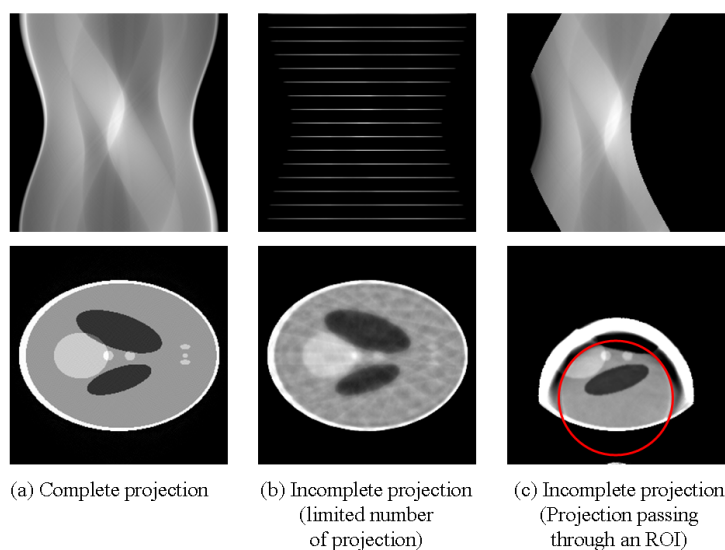 (a) Complete projection
(b) Incomplete projection
(limited number
of projection)
(c) Incomplete projection
(Projection passing
through an ROI)